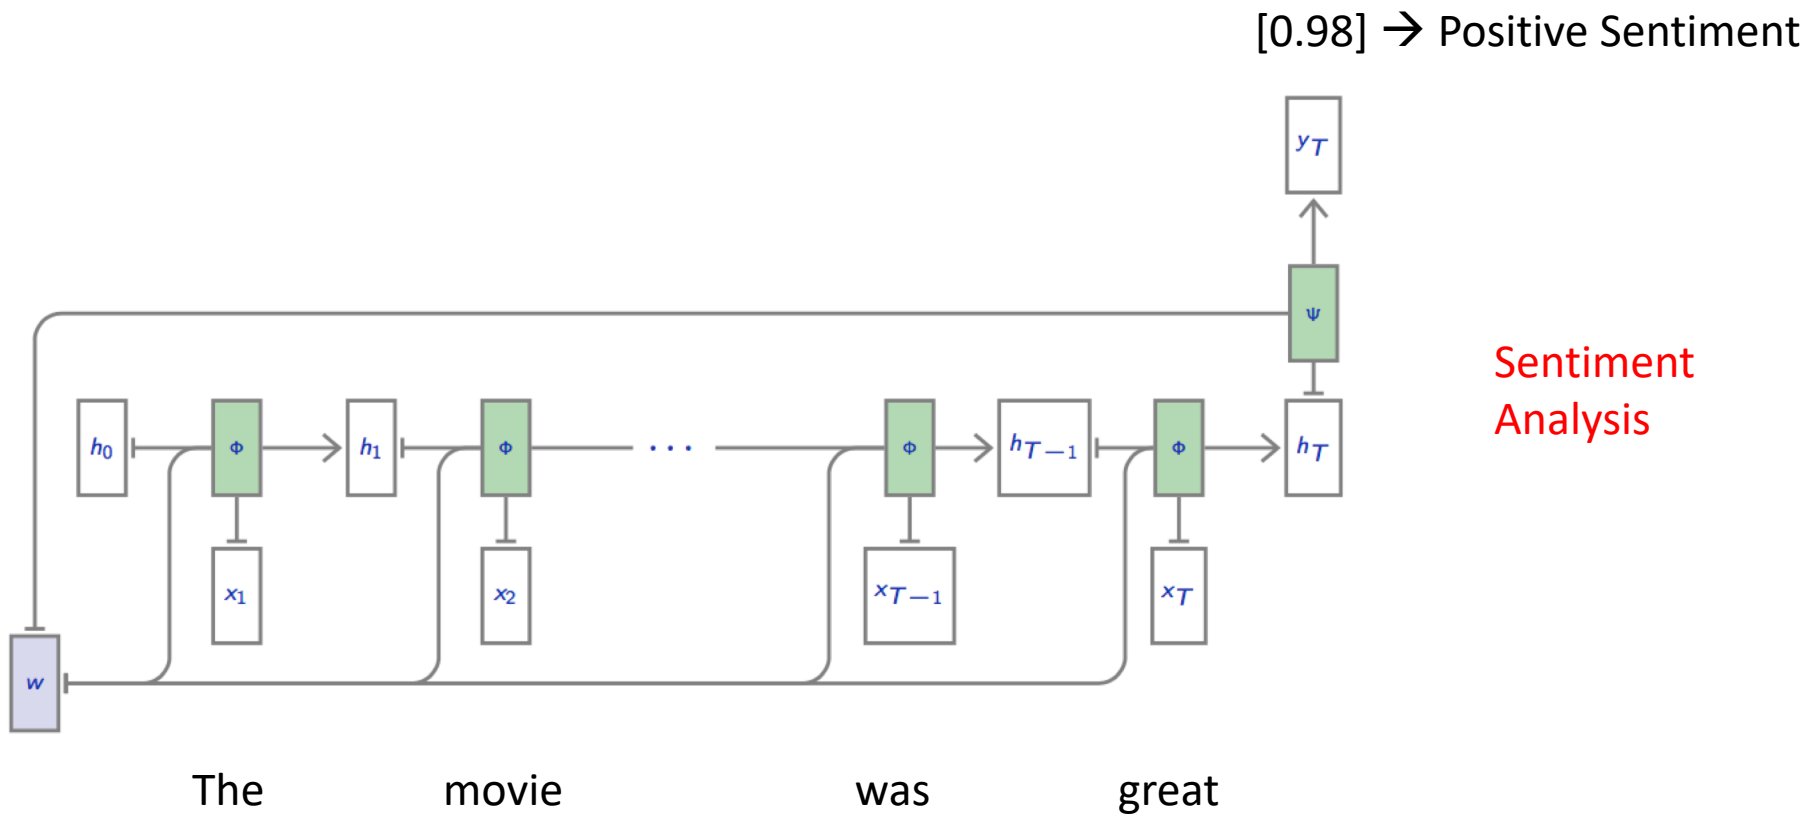 [0.98] → Positive Sentiment
y_T
Ψ
Sentiment
Analysis
h_0 Φ h_1 Φ ... Φ h_{T-1} Φ h_T
x_1 x_2 x_{T-1} x_T
w
The movie was great